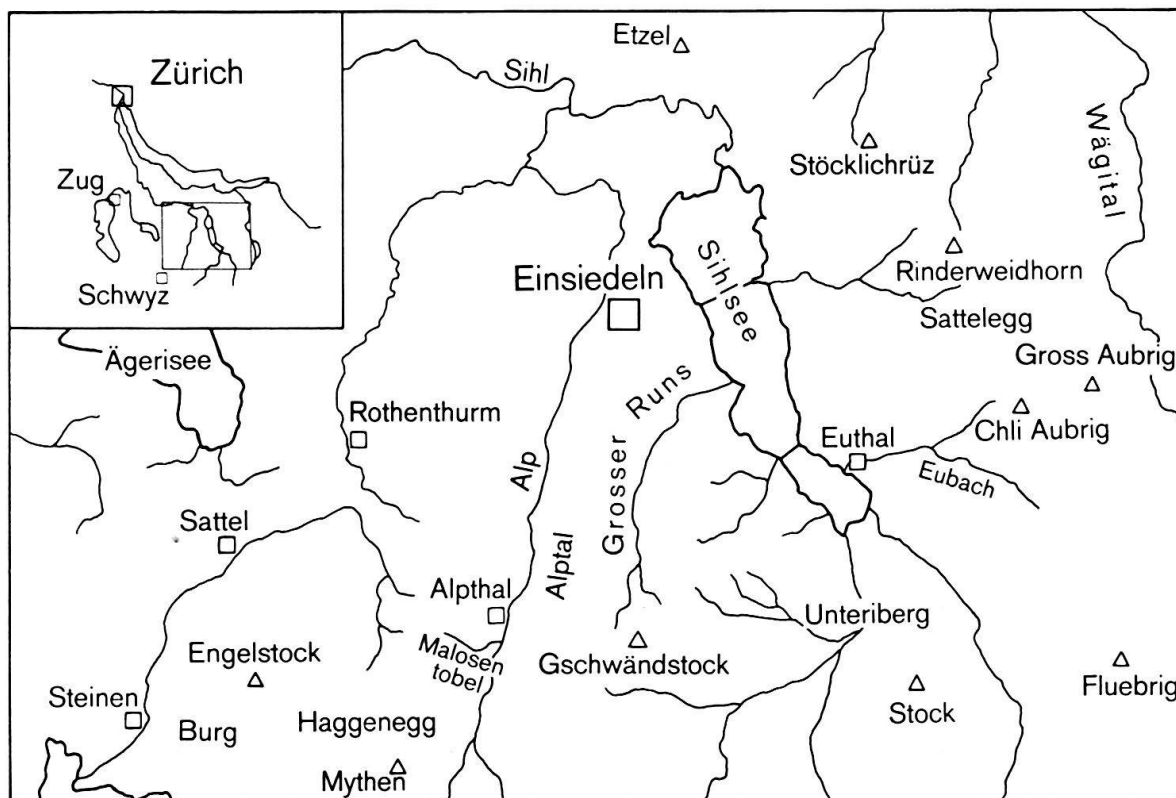 Zürich
Zug
Schwyz
Etzel
Sihl
Stöcklichrüz
Wägital
Sihlsee
Rinderweidhorn
Einsiedeln
Sattelegg
Ägerisee
Gross Aubrig
Runs
Rothenthurm
Chli Aubrig
Euthal
Alp
Eubach
Grosser
Sattel
Alptal
Alpthal
Unteriberg
Malosen
tobel
Engelstock
Gschwändstock
Fluebrig
Steinen
Stock
Burg
Haggenegg
Mythen